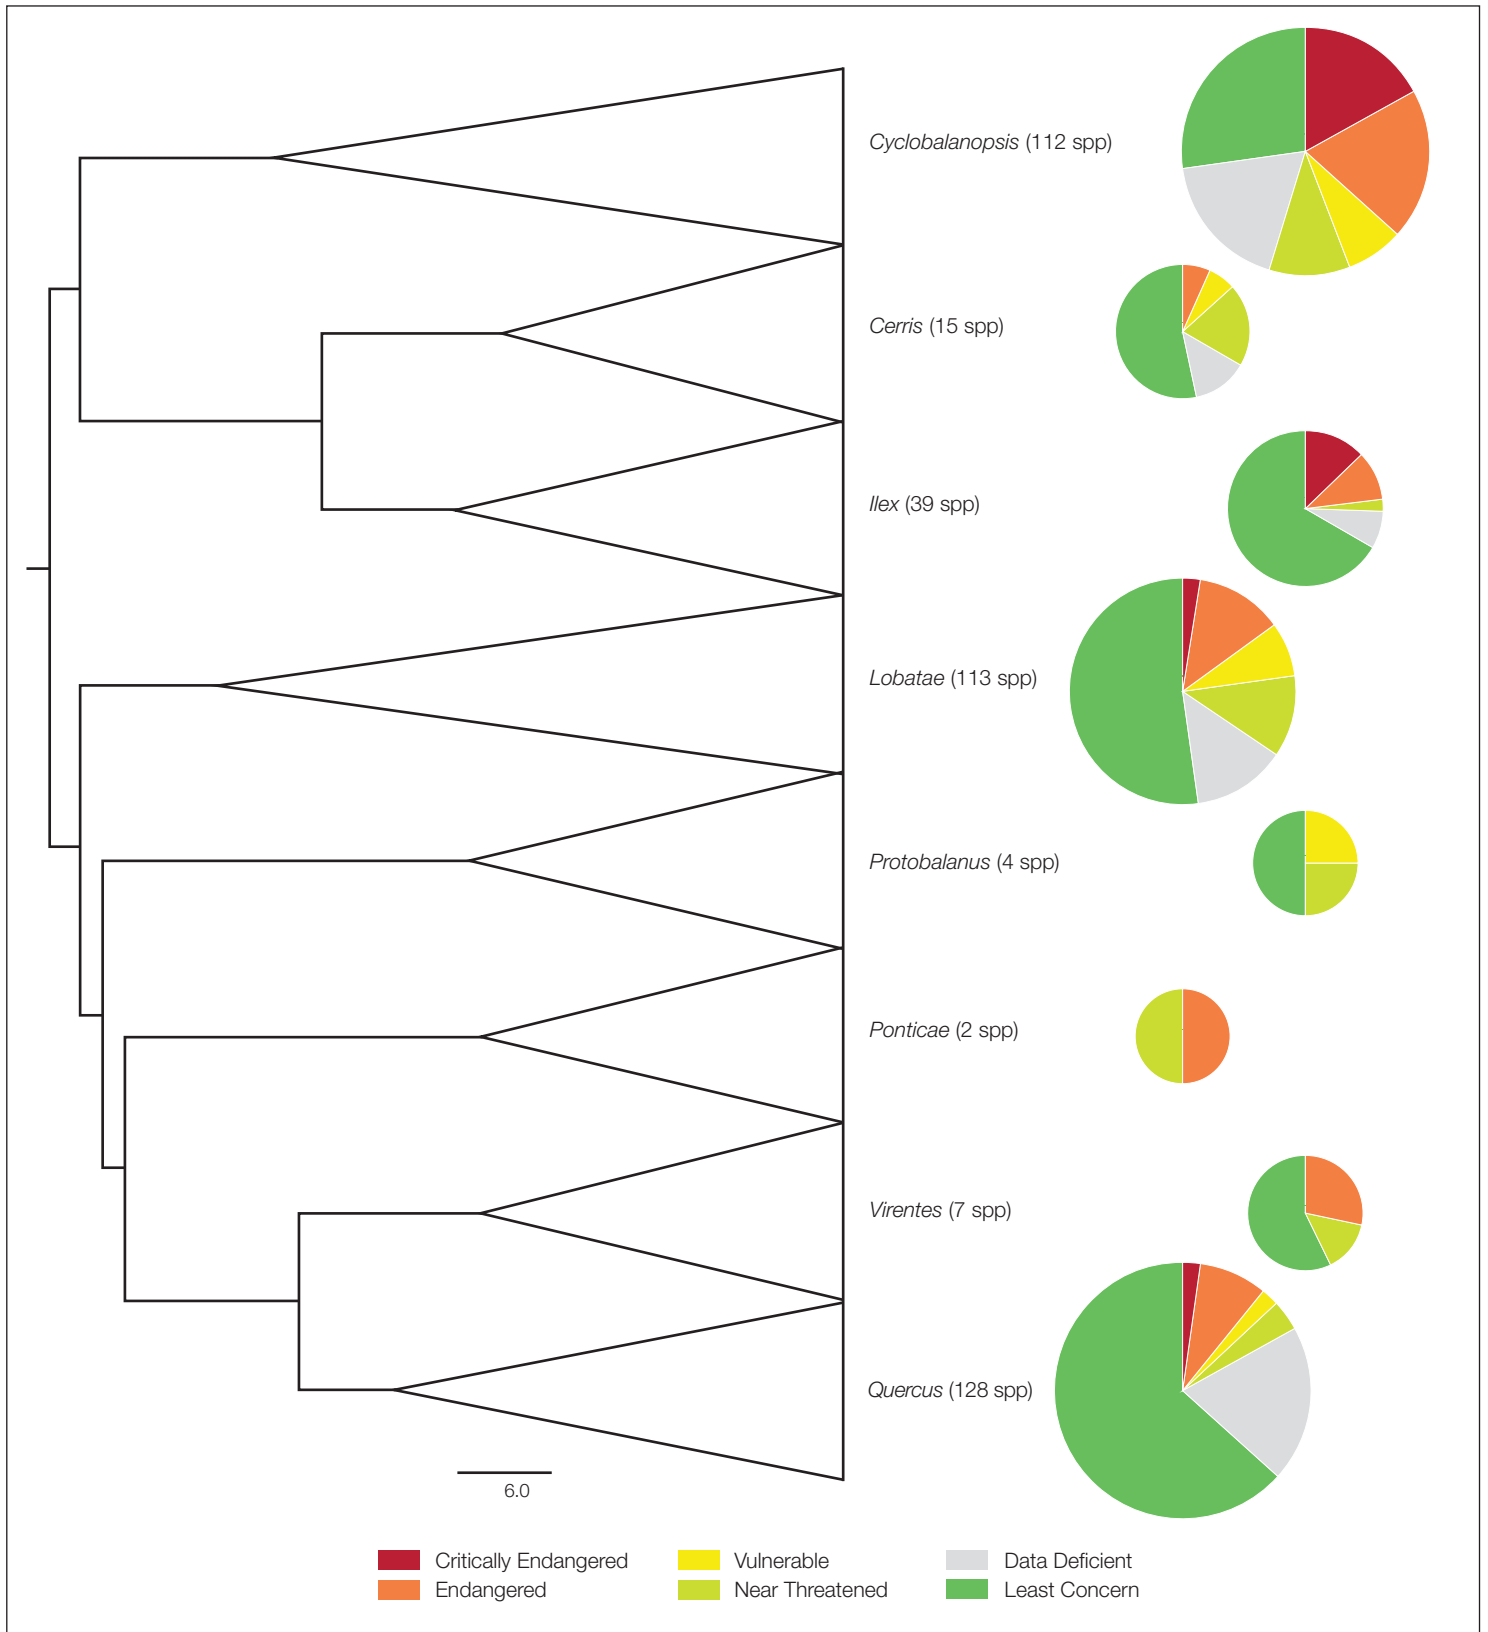 Cyclobalanopsis (112 spp)
Cerris (15 spp)
Ilex (39 spp)
Lobatae (113 spp)
Protobalanus (4 spp)
Ponticae (2 spp)
Virentes (7 spp)
Quercus (128 spp)
6.0
Critically Endangered
Endangered
Vulnerable
Near Threatened
Data Deficient
Least Concern